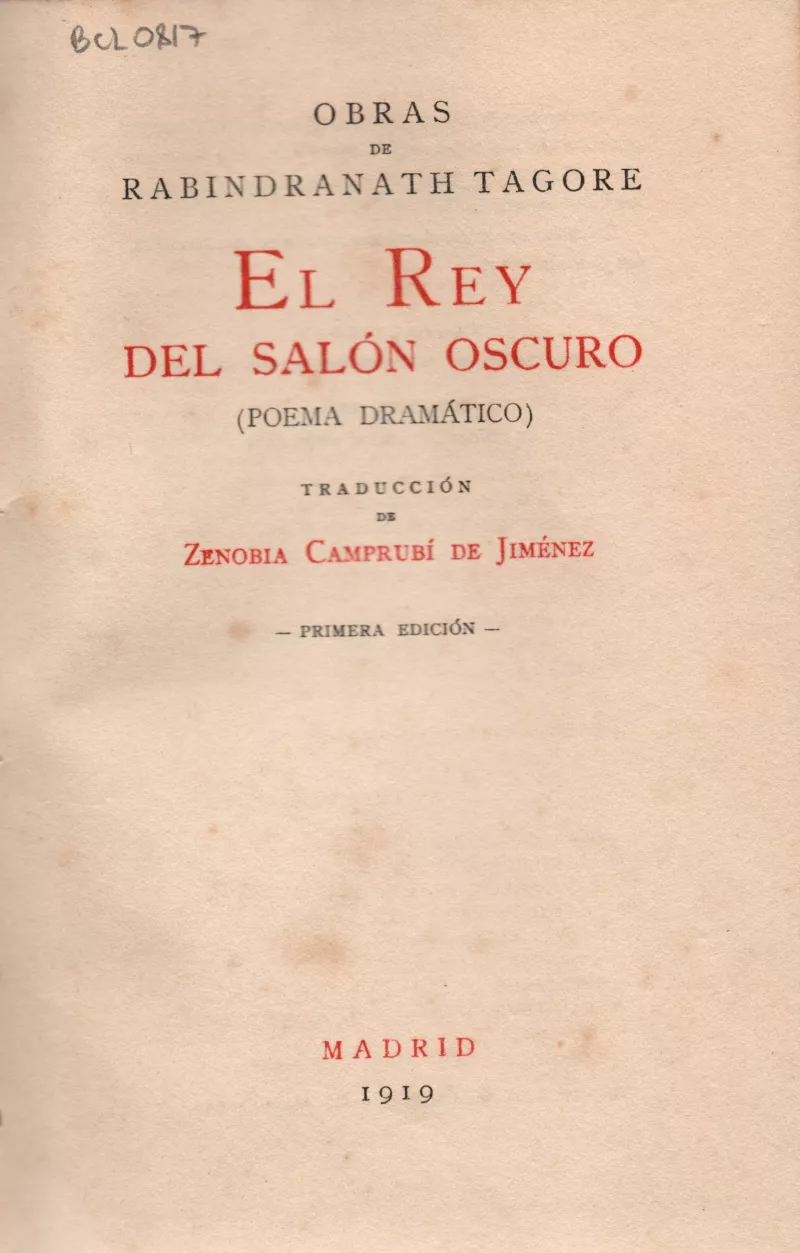 BCL0817
OBRAS
DE
RABINDRANATH TAGORE
EL REY
DEL SALÓN OSCURO
(POEMA DRAMÁTICO)
TRADUCCIÓN
DE
ZENOBIA CAMPRUBÍ DE JIMÉNEZ
— PRIMERA EDICIÓN —
MADRID
1919